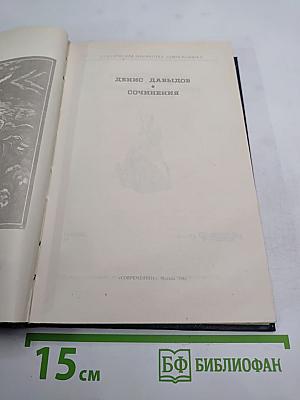 ДЕНИС ДАВЫДОВ
СОЧИНЕНИЯ
«СОВРЕМЕННИК» Москва
15 см
БФ БИБЛИОФАН